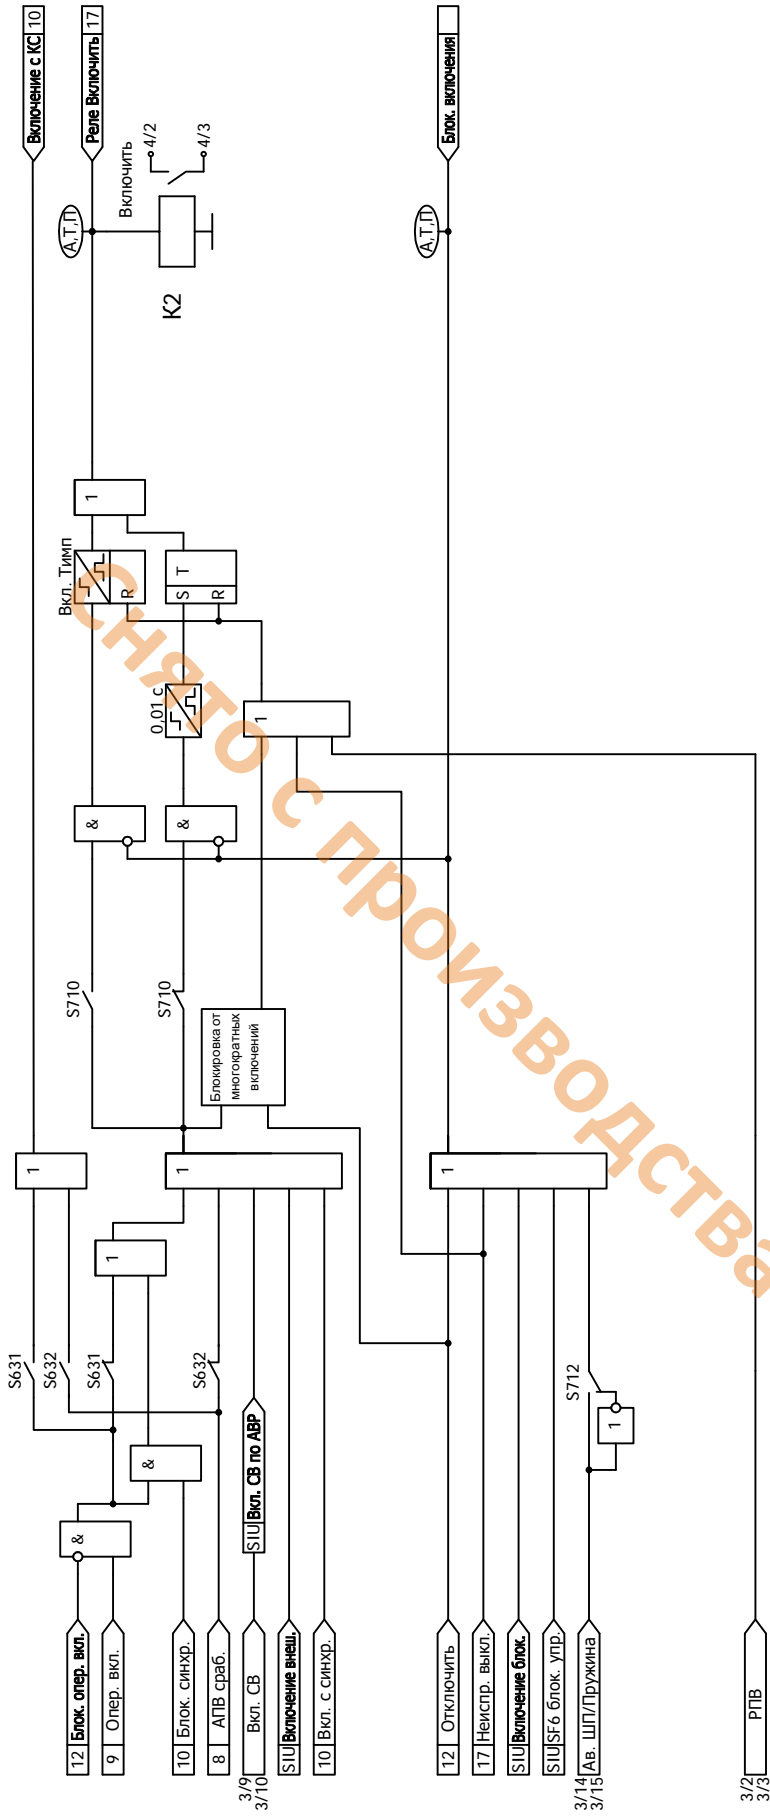 Включение с КС 10
Реле Включить 17
Блок. включения
А,Т,П
А,Т,П
Включить
4/2
4/3
К2
1
Вкл. Тимп
R
S T
R
0,01 с
1
&
&
S710
S710
Блокировка от
многократных
включений
1
1
1
1
S631
S632
S631
S632
S712
1
&
&
SIU Вкл. СВ по АВР
12 Блок. опер. вкл.
9 Опер. вкл.
10 Блок. синхр.
8 АПВ сраб.
3/9
3/10
Вкл. СВ
SIU Включение внеш.
10 Вкл. с синхр.
12 Отключить
17 Неиспр. выкл.
SIU Включение блок.
SIU SF6 блок. упр.
3/14
3/15
Ав. ШП/Пружина
3/2
3/3
РПВ
Снято с производства